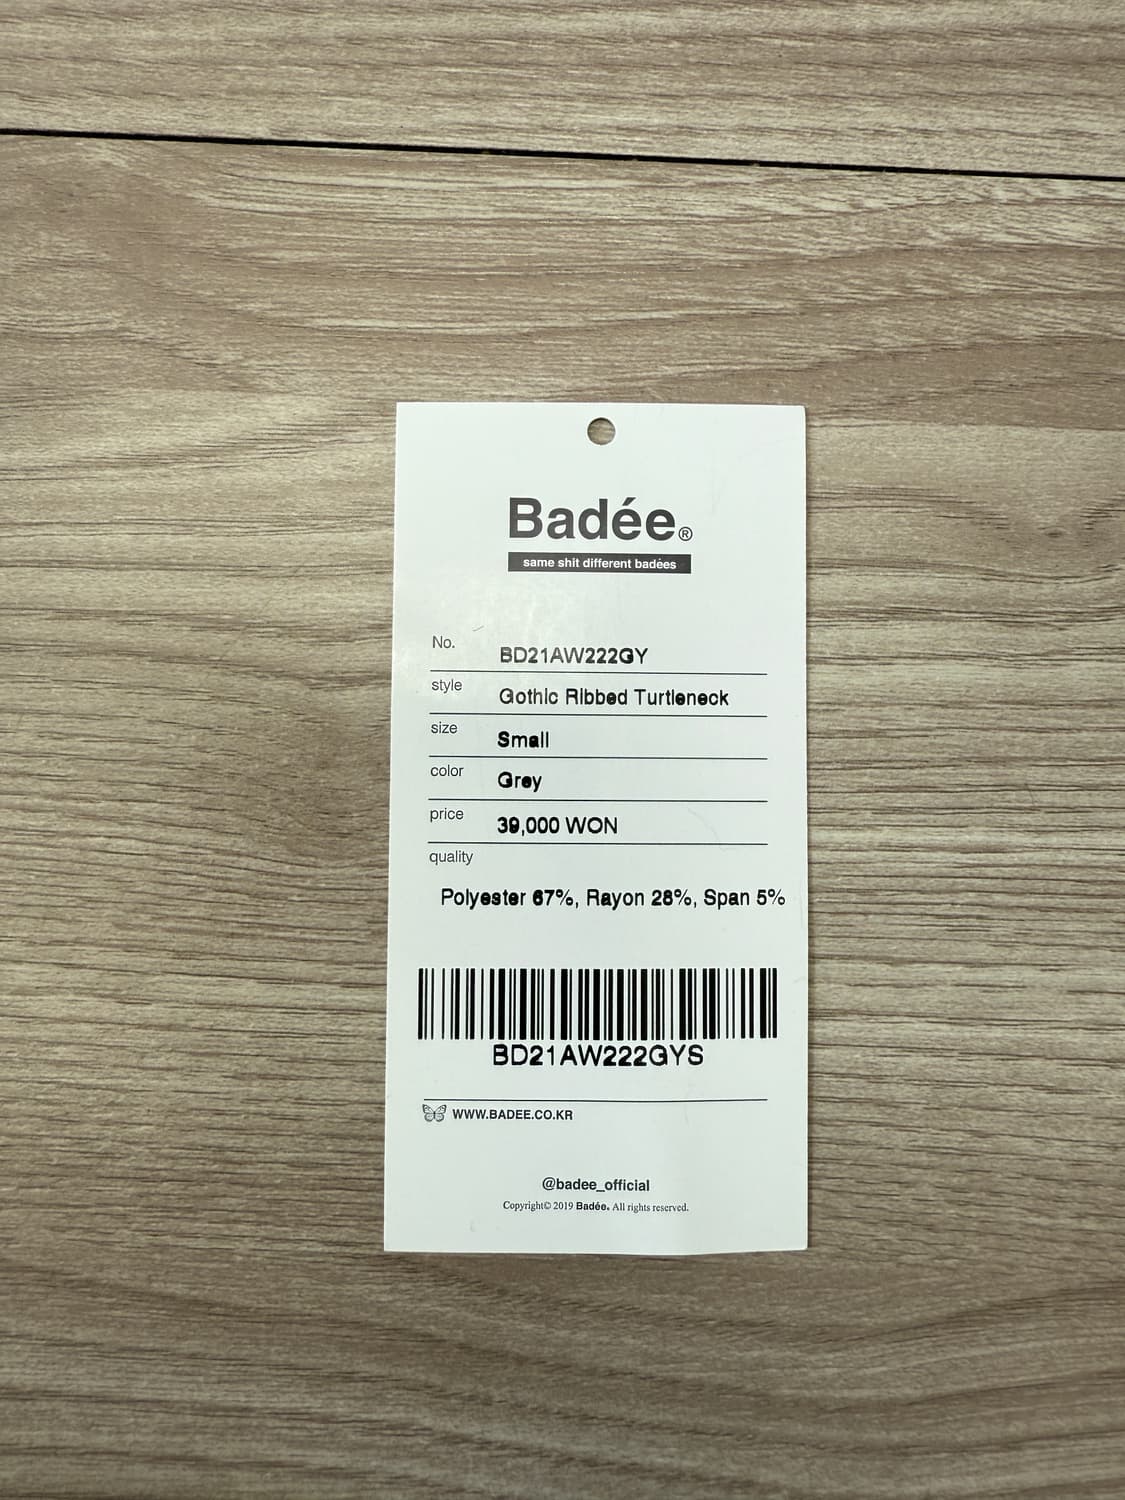 Badée®
same shit different badées
No. BD21AW222GY
style Gothic Ribbed Turtleneck
size Small
color Grey
price 39,000 WON
quality
Polyester 67%, Rayon 28%, Span 5%
BD21AW222GYS
WWW.BADEE.CO.KR
@badee_official
Copyright© 2019 Badée. All rights reserved.